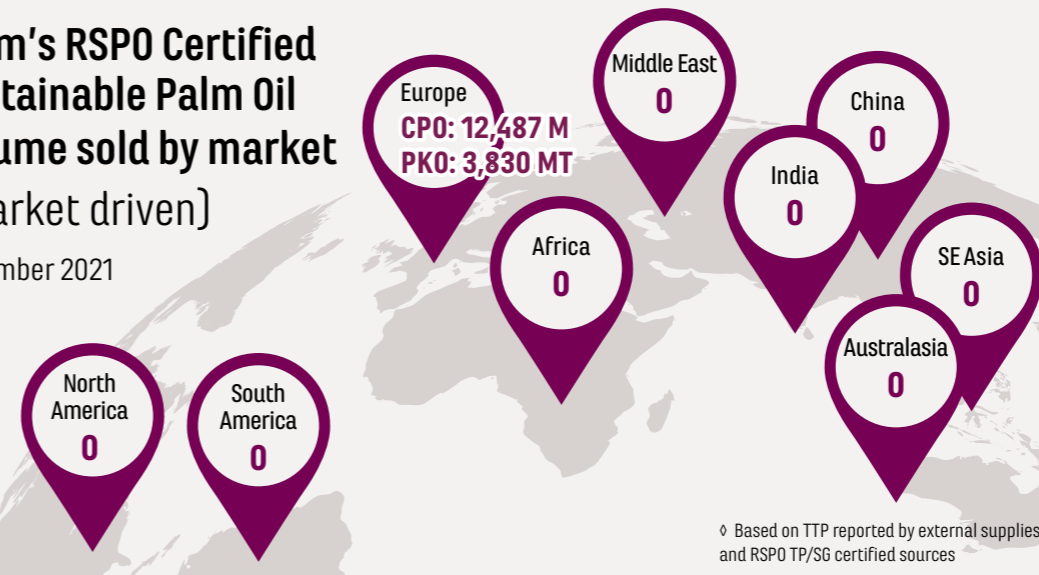 m's RSPO Certified
tainable Palm Oil
ume sold by market
arket driven)
mber 2021
Europe
CPO: 12,487 M
PKO: 3,830 MT
Middle East
0
China
0
India
0
Africa
0
SE Asia
0
Australasia
0
North
America
0
South
America
0
◊ Based on TTP reported by external supplies
and RSPO TP/SG certified sources